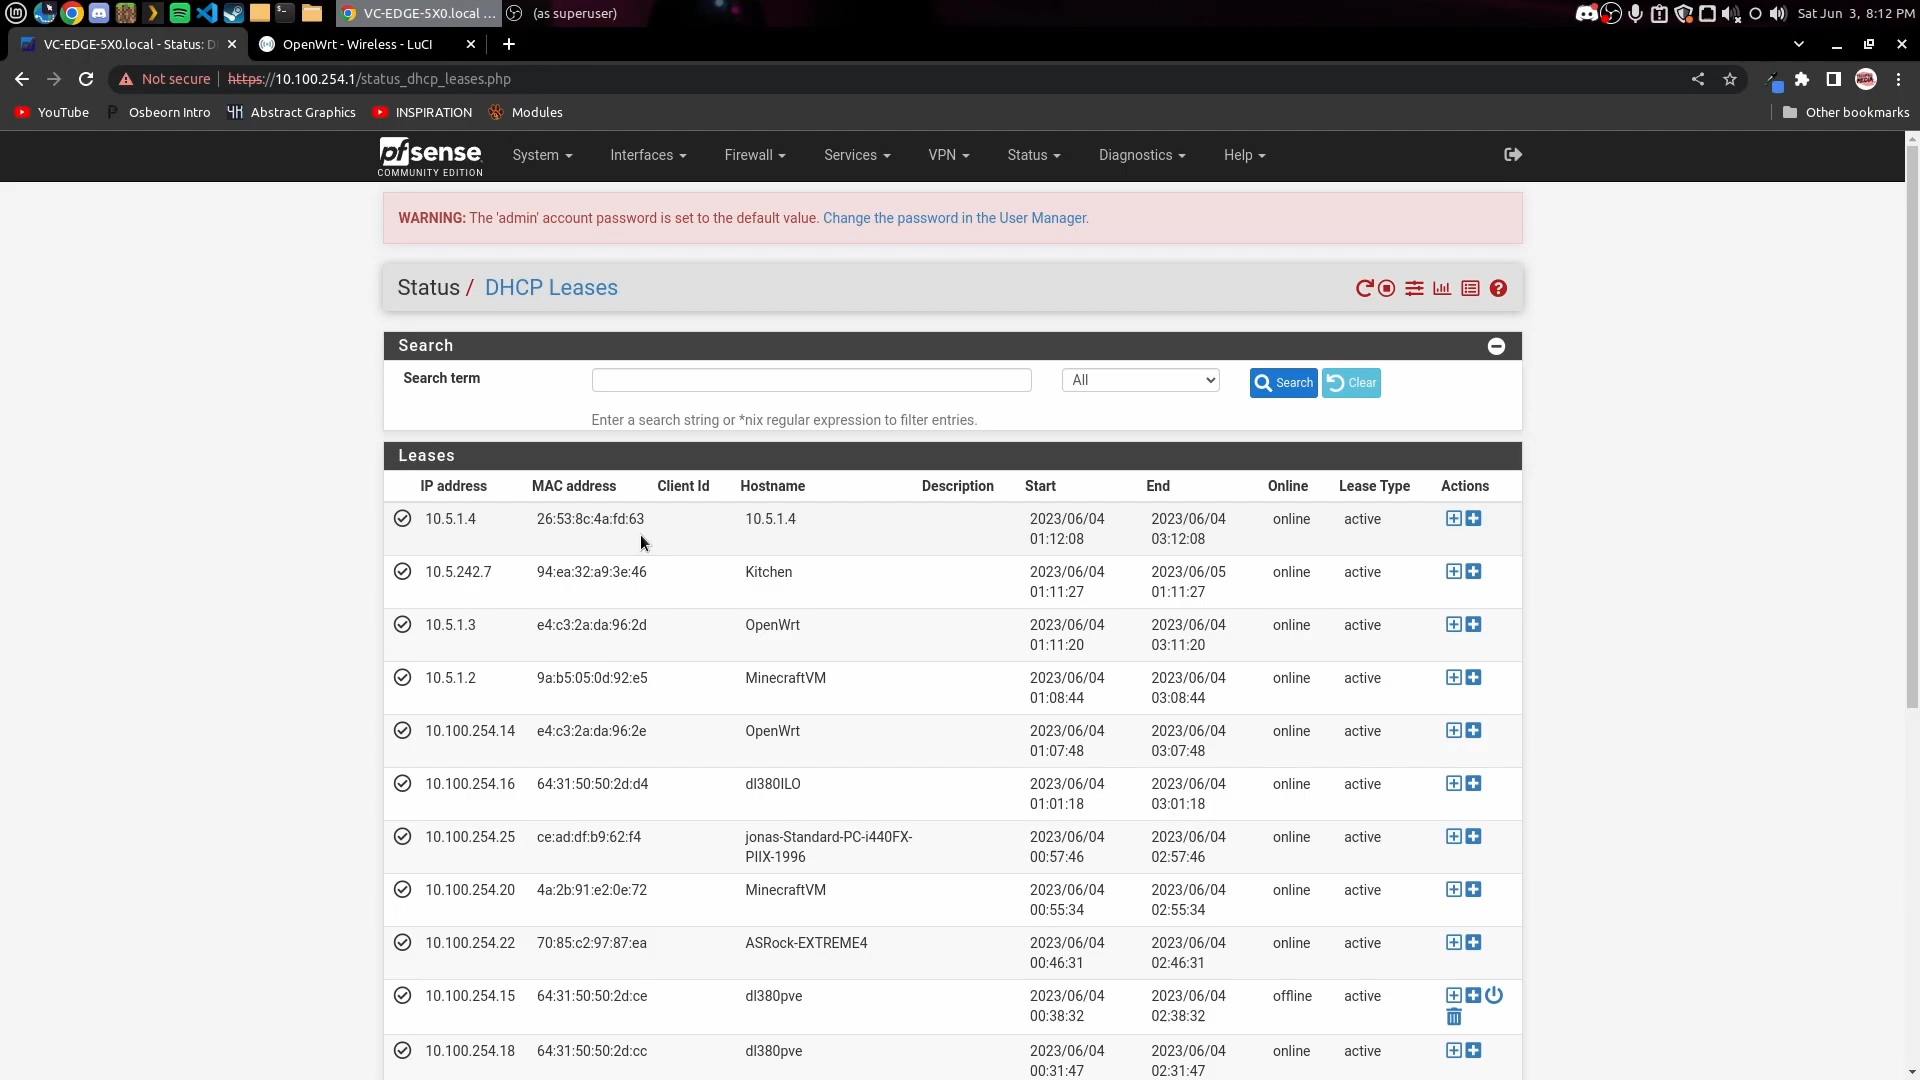 VC-EDGE-5X0.local ...
(as superuser)
Sat Jun 3, 8:12 PM
VC-EDGE-5X0.local - Status: D
OpenWrt - Wireless - LuCI
Not secure
https://10.100.254.1/status_dhcp_leases.php
YouTube
Osbeorn Intro
Abstract Graphics
INSPIRATION
Modules
Other bookmarks
pfsense
COMMUNITY EDITION
System
Interfaces
Firewall
Services
VPN
Status
Diagnostics
Help
WARNING: The 'admin' account password is set to the default value. Change the password in the User Manager.
Status / DHCP Leases
Search
Search term
All
Search
Clear
Enter a search string or *nix regular expression to filter entries.
Leases
IP address MAC address Client Id Hostname Description Start End Online Lease Type Actions
10.5.1.4 26:53:8c:4a:fd:63 10.5.1.4 2023/06/04 2023/06/04 online active
01:12:08 03:12:08
10.5.242.7 94:ea:32:a9:3e:46 Kitchen 2023/06/04 2023/06/05 online active
01:11:27 01:11:27
10.5.1.3 e4:c3:2a:da:96:2d OpenWrt 2023/06/04 2023/06/04 online active
01:11:20 03:11:20
10.5.1.2 9a:b5:05:0d:92:e5 MinecraftVM 2023/06/04 2023/06/04 online active
01:08:44 03:08:44
10.100.254.14 e4:c3:2a:da:96:2e OpenWrt 2023/06/04 2023/06/04 online active
01:07:48 03:07:48
10.100.254.16 64:31:50:50:2d:d4 dl380ILO 2023/06/04 2023/06/04 online active
01:01:18 03:01:18
10.100.254.25 ce:ad:df:b9:62:f4 jonas-Standard-PC-i440FX- 2023/06/04 2023/06/04 online active
PIIX-1996 00:57:46 02:57:46
10.100.254.20 4a:2b:91:e2:0e:72 MinecraftVM 2023/06/04 2023/06/04 online active
00:55:34 02:55:34
10.100.254.22 70:85:c2:97:87:ea ASRock-EXTREME4 2023/06/04 2023/06/04 online active
00:46:31 02:46:31
10.100.254.15 64:31:50:50:2d:ce dl380pve 2023/06/04 2023/06/04 offline active
00:38:32 02:38:32
10.100.254.18 64:31:50:50:2d:cc dl380pve 2023/06/04 2023/06/04 online active
00:31:47 02:31:47